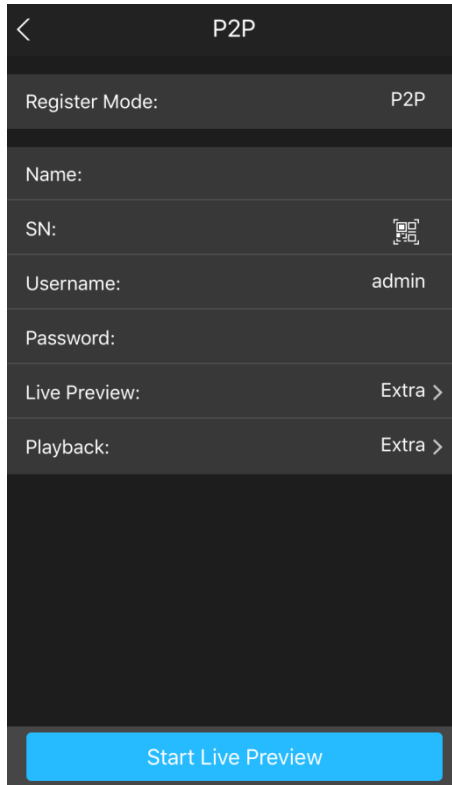 P2P
Register Mode: P2P
Name:
SN:
Username: admin
Password:
Live Preview: Extra
Playback: Extra
Start Live Preview